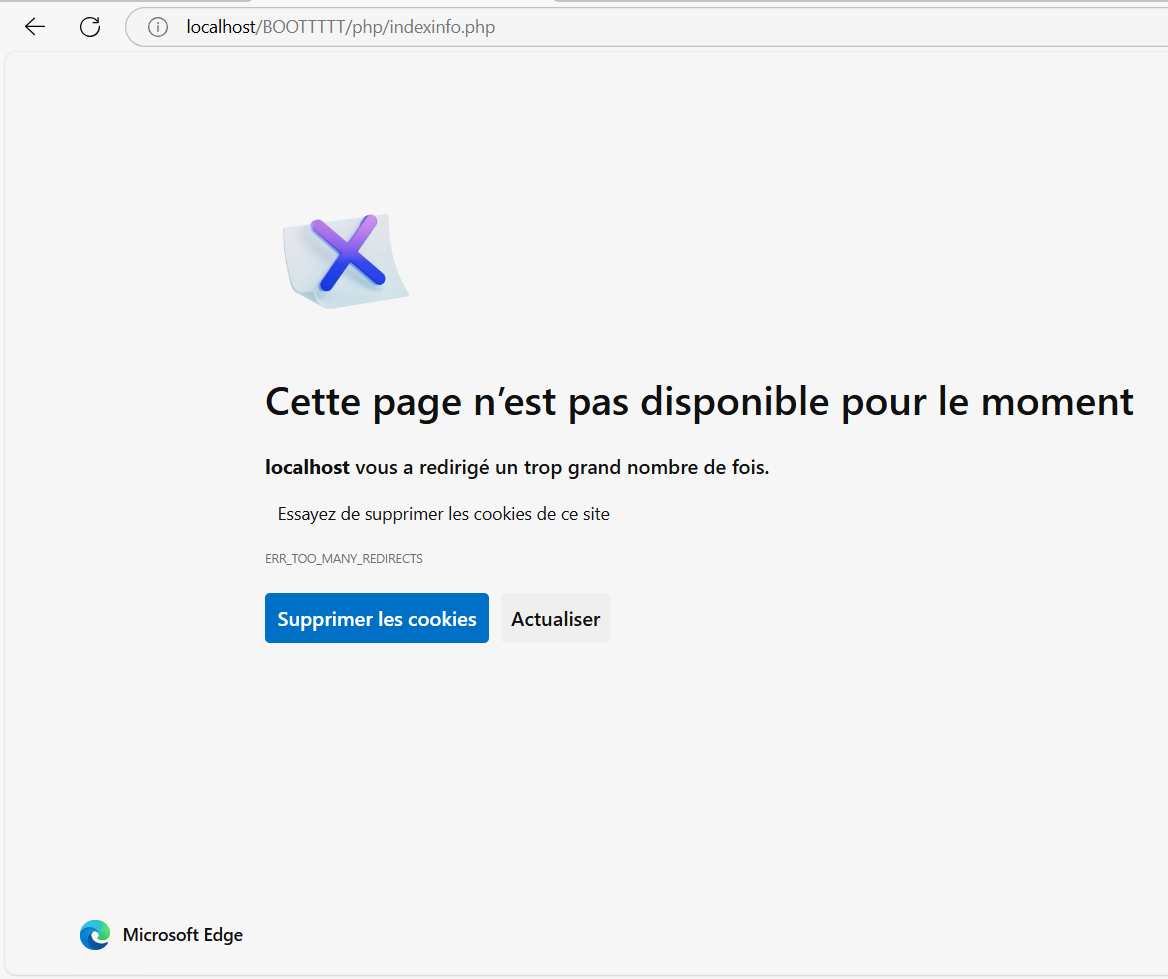 localhost/BOOTTTTT/php/indexinfo.php
Cette page n’est pas disponible pour le moment
localhost vous a redirigé un trop grand nombre de fois.
Essayez de supprimer les cookies de ce site
ERR_TOO_MANY_REDIRECTS
Supprimer les cookies Actualiser
Microsoft Edge